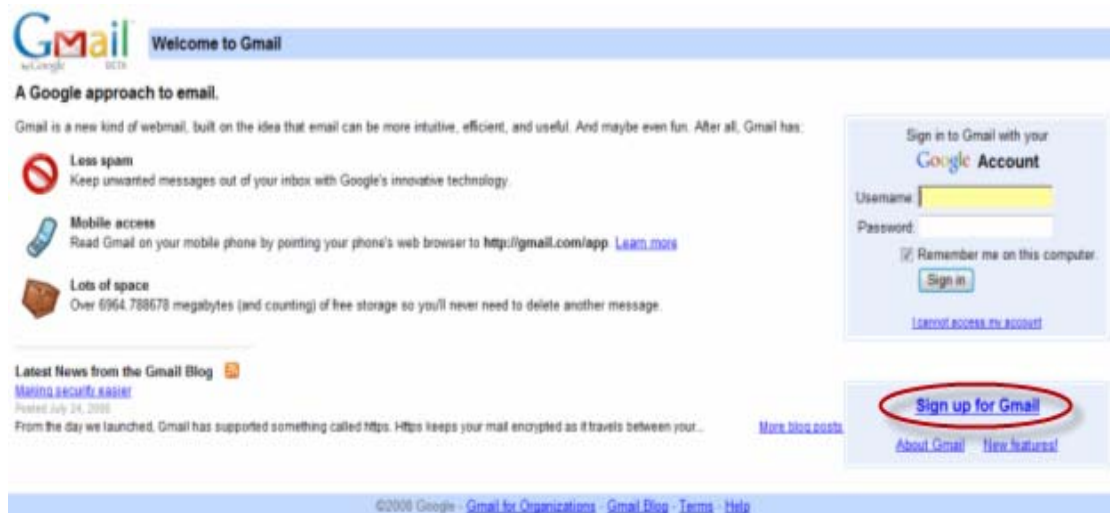 Gmail
by Google BETA
Welcome to Gmail
A Google approach to email.
Gmail is a new kind of webmail, built on the idea that email can be more intuitive, efficient, and useful. And maybe even fun. After all, Gmail has:
Less spam
Keep unwanted messages out of your inbox with Google's innovative technology.
Mobile access
Read Gmail on your mobile phone by pointing your phone's web browser to http://gmail.com/app. Learn more
Lots of space
Over 6964.788678 megabytes (and counting) of free storage so you'll never need to delete another message.
Latest News from the Gmail Blog
Making security easier
Posted July 24, 2008
From the day we launched, Gmail has supported something called https. Https keeps your mail encrypted as it travels between your...
More blog posts
Sign in to Gmail with your
Google Account
Username:
Password:
Remember me on this computer.
Sign in
I cannot access my account
Sign up for Gmail
About Gmail New features!
©2008 Google - Gmail for Organizations - Gmail Blog - Terms - Help